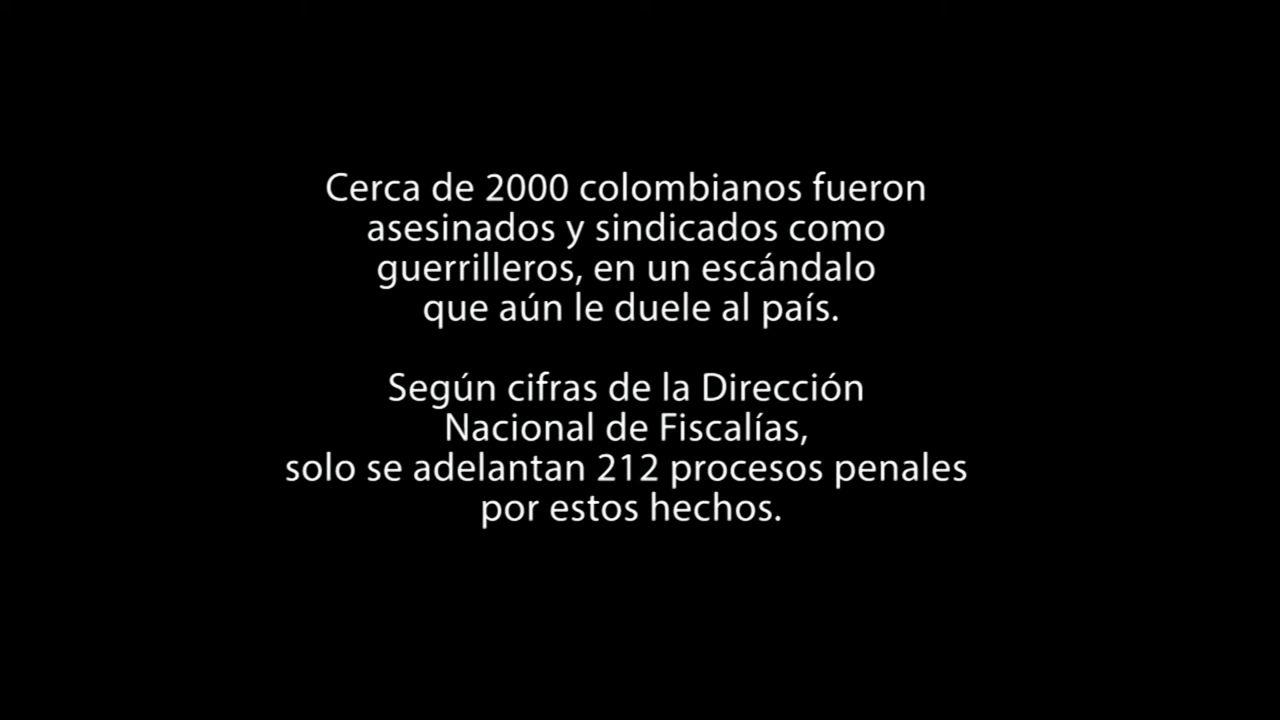 Cerca de 2000 colombianos fueron
asesinados y sindicados como
guerrilleros, en un escándalo
que aún le duele al país.
Según cifras de la Dirección
Nacional de Fiscalías,
solo se adelantan 212 procesos penales
por estos hechos.